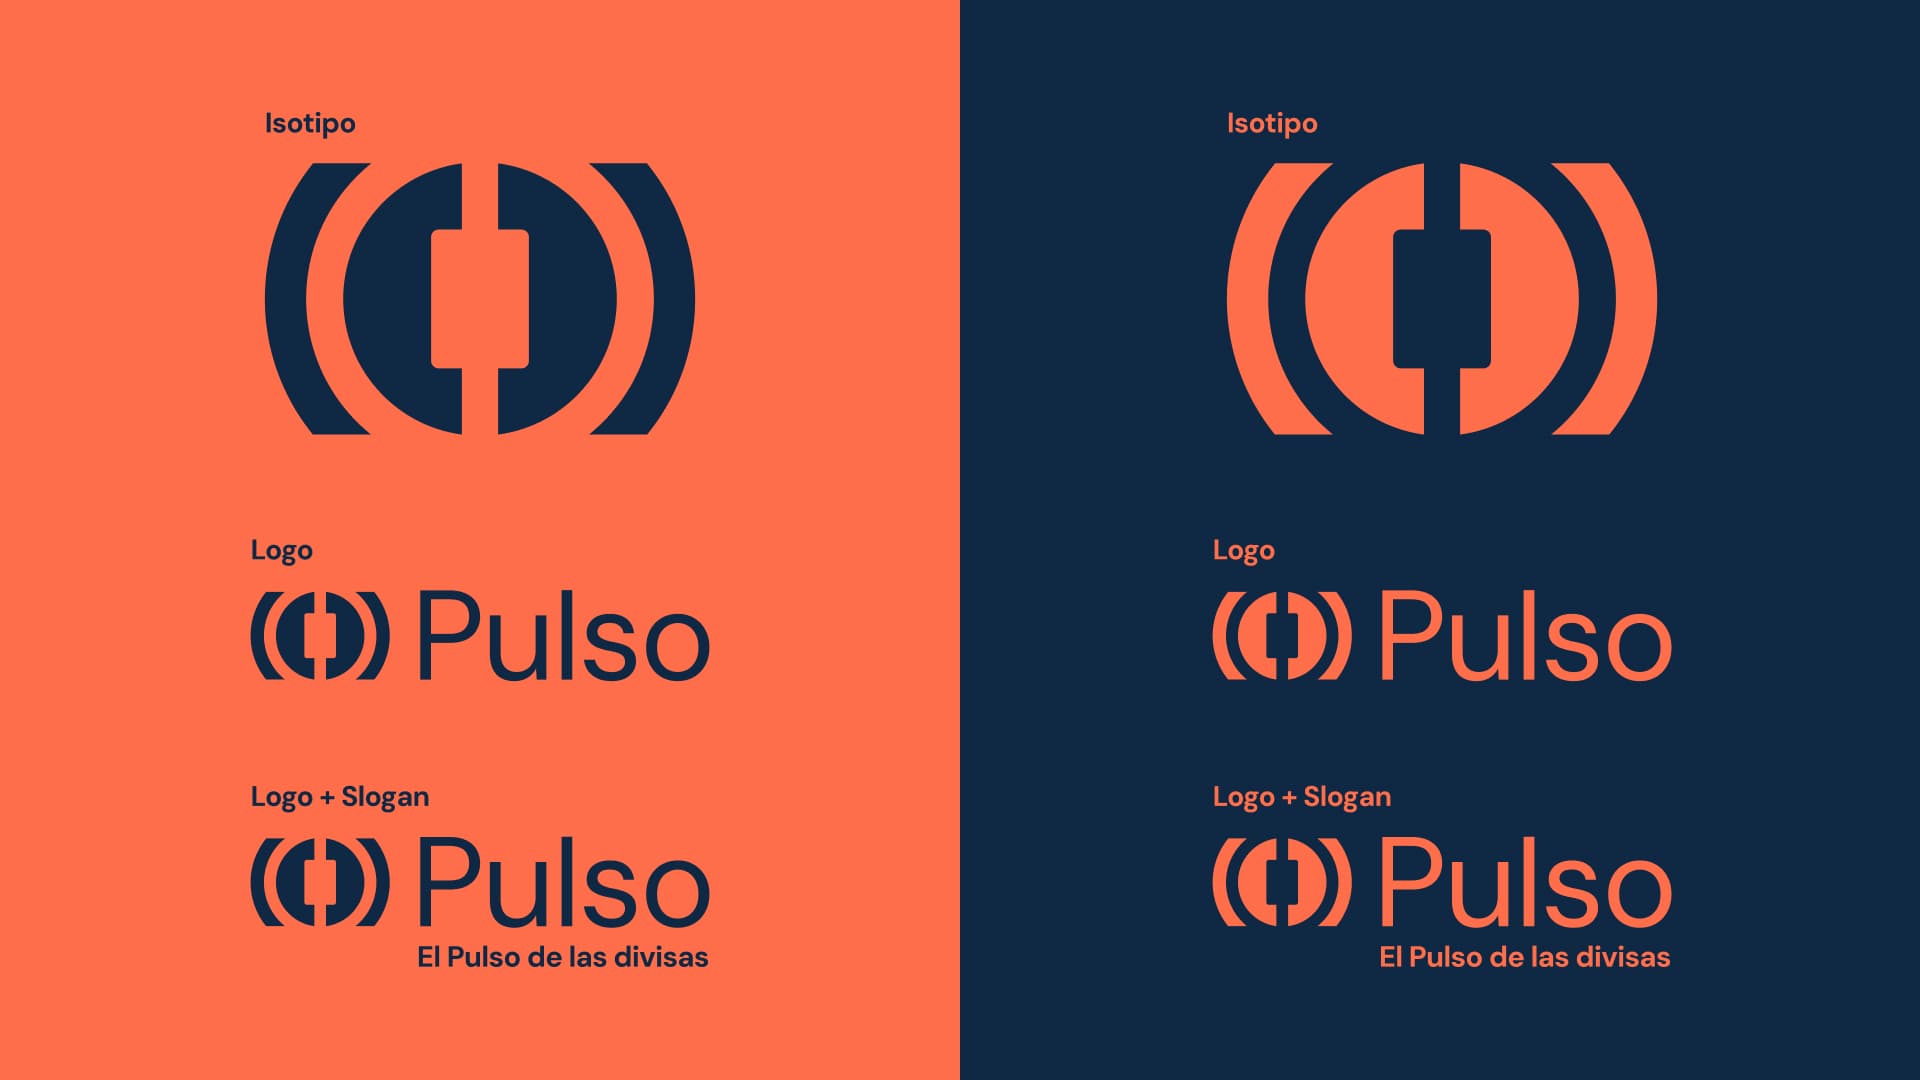 Isotipo
Logo
Pulso
Logo + Slogan
Pulso
El Pulso de las divisas
Isotipo
Logo
Pulso
Logo + Slogan
Pulso
El Pulso de las divisas